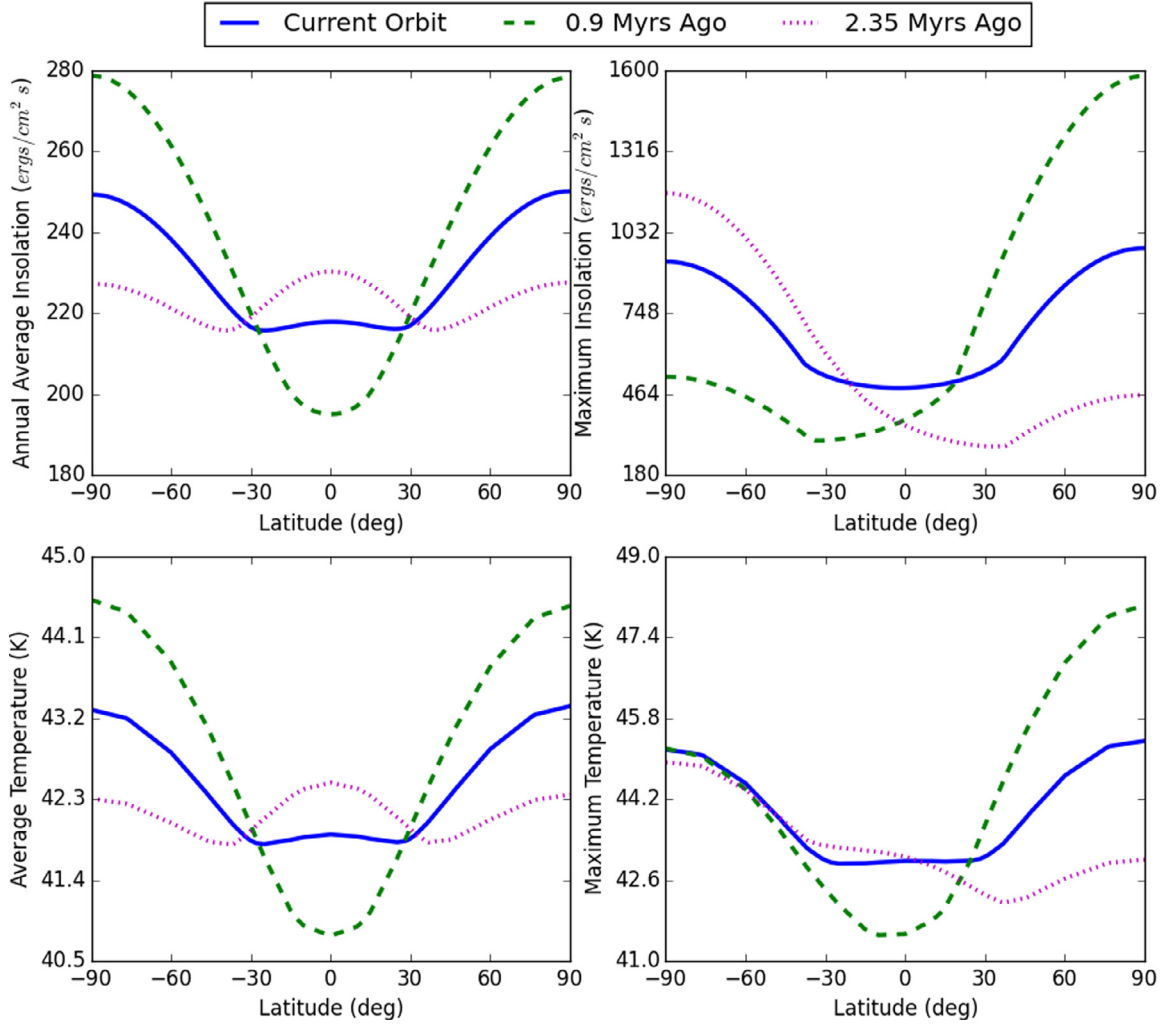 Current Orbit 0.9 Myrs Ago 2.35 Myrs Ago
Annual Average Insolation (ergs/cm² s)
280
260
240
220
200
180
−90 −60 −30 0 30 60 90
Latitude (deg)
Maximum Insolation (ergs/cm² s)
1600
1316
1032
748
464
180
−90 −60 −30 0 30 60 90
Latitude (deg)
Average Temperature (K)
45.0
44.1
43.2
42.3
41.4
40.5
−90 −60 −30 0 30 60 90
Latitude (deg)
Maximum Temperature (K)
49.0
47.4
45.8
44.2
42.6
41.0
−90 −60 −30 0 30 60 90
Latitude (deg)